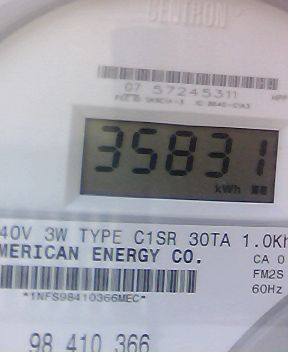 CENTRON
07 57245311
35831
kWh
40V 3W TYPE C1SR 30TA 1.0Kh
MERICAN ENERGY CO.
CA 0
FM2S
60Hz
*1NFS98410366MEC*
98 410 366